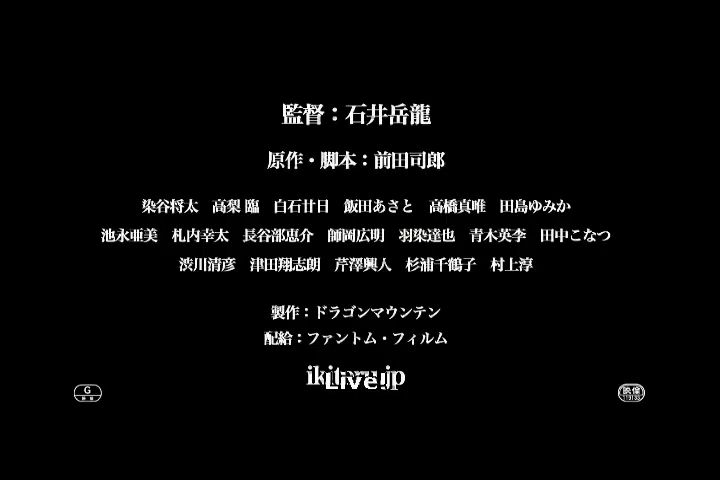 監督：石井岳龍
原作・脚本：前田司郎
染谷将太　高梨 臨　白石廿日　飯田あさと　高橋真唯　田島ゆみか
池永亜美　札内幸太　長谷部恵介　師岡広明　羽染達也　青木英李　田中こなつ
渋川清彦　津田翔志朗　芹澤興人　杉浦千鶴子　村上淳
製作：ドラゴンマウンテン
配給：ファントム・フィルム
Live!
G
映倫